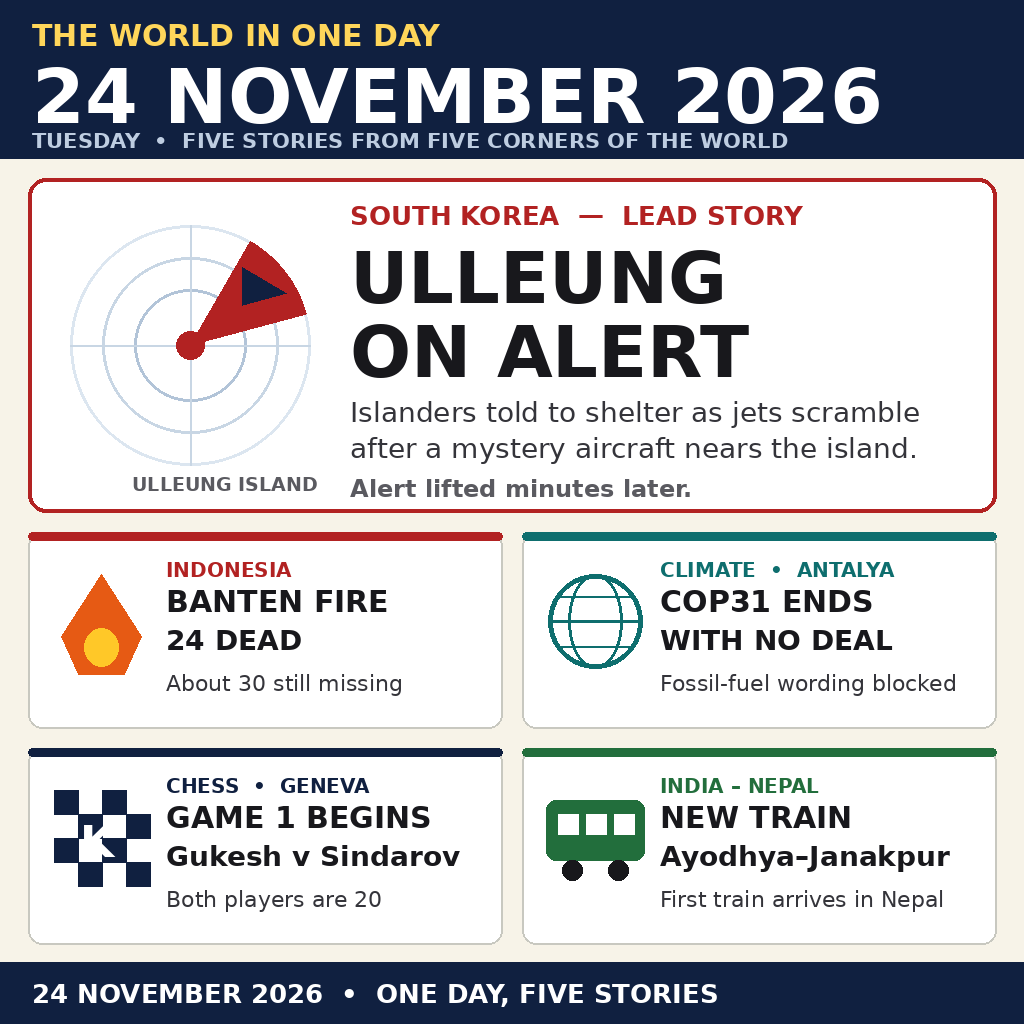 THE WORLD IN ONE DAY
24 NOVEMBER 2026
TUESDAY • FIVE STORIES FROM FIVE CORNERS OF THE WORLD
SOUTH KOREA — LEAD STORY
ULLEUNG
ON ALERT
Islanders told to shelter as jets scramble
after a mystery aircraft nears the island.
Alert lifted minutes later.
ULLEUNG ISLAND
INDONESIA
BANTEN FIRE
24 DEAD
About 30 still missing
CLIMATE • ANTALYA
COP31 ENDS
WITH NO DEAL
Fossil-fuel wording blocked
CHESS • GENEVA
GAME 1 BEGINS
Gukesh v Sindarov
Both players are 20
K
INDIA – NEPAL
NEW TRAIN
Ayodhya–Janakpur
First train arrives in Nepal
24 NOVEMBER 2026 • ONE DAY, FIVE STORIES